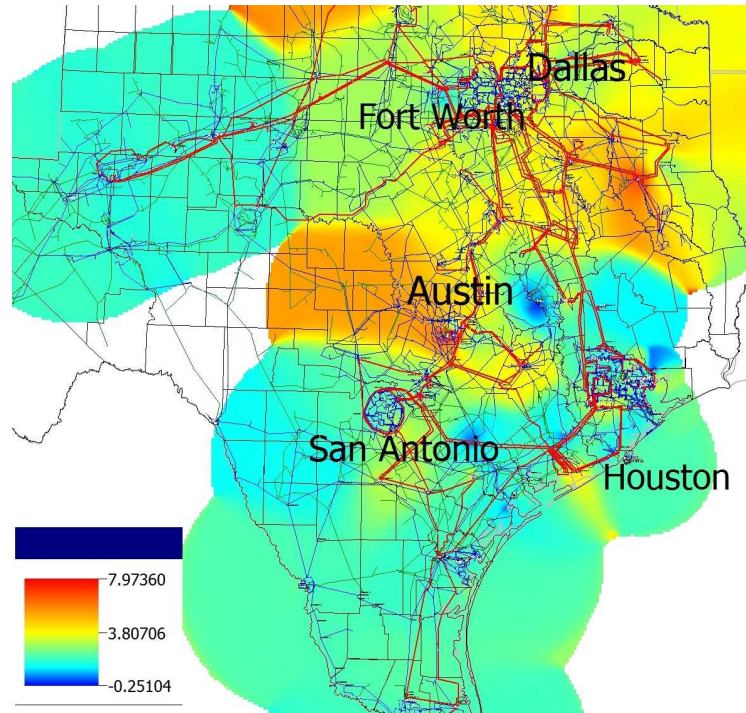 Dallas
Fort Worth
Austin
San Antonio
Houston
7.97360
3.80706
-0.25104